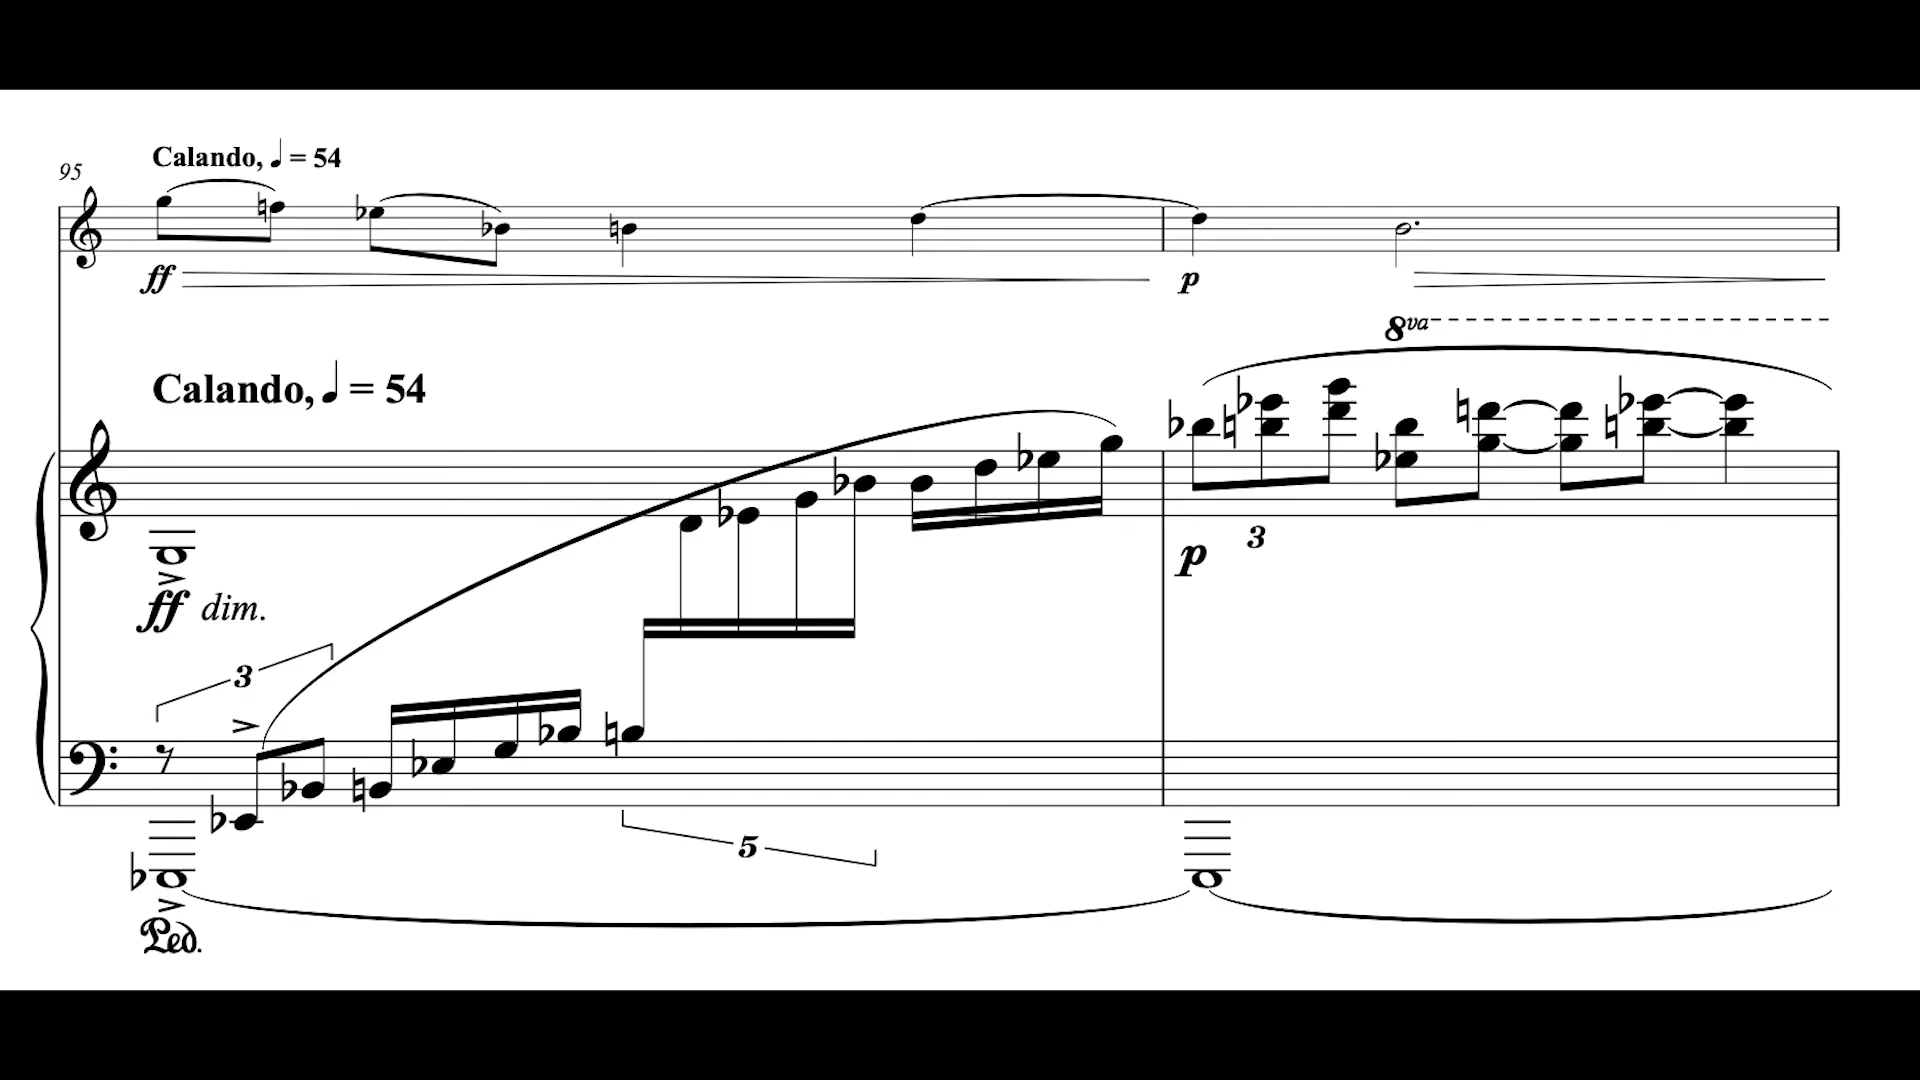 Calando, ♩ = 54
95
ff
p
8va
Calando, ♩ = 54
3
p
ff dim.
3
5
Ped.